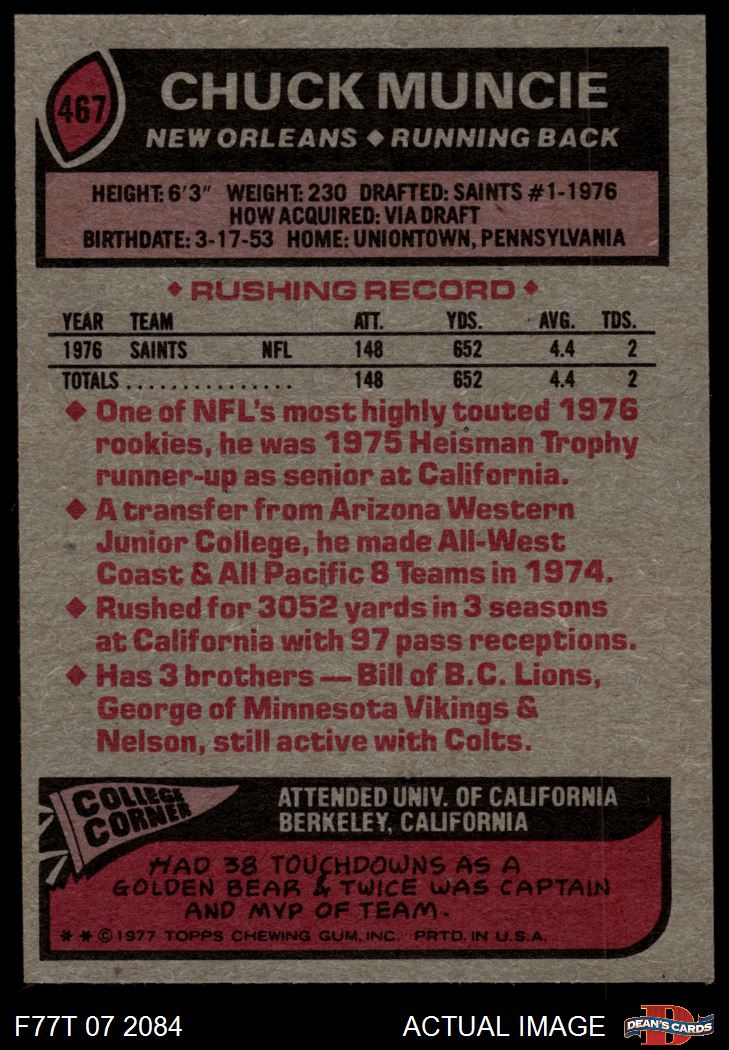 467
CHUCK MUNCIE
NEW ORLEANS ◆ RUNNING BACK
HEIGHT: 6'3" WEIGHT: 230 DRAFTED: SAINTS #1-1976
HOW ACQUIRED: VIA DRAFT
BIRTHDATE: 3-17-53 HOME: UNIONTOWN, PENNSYLVANIA
◆ RUSHING RECORD ◆
YEAR TEAM ATT. YDS. AVG. TDS.
1976 SAINTS NFL 148 652 4.4 2
TOTALS ................ 148 652 4.4 2
◆ One of NFL's most highly touted 1976
rookies, he was 1975 Heisman Trophy
runner-up as senior at California.
◆ A transfer from Arizona Western
Junior College, he made All-West
Coast & All Pacific 8 Teams in 1974.
◆ Rushed for 3052 yards in 3 seasons
at California with 97 pass receptions.
◆ Has 3 brothers — Bill of B.C. Lions,
George of Minnesota Vikings &
Nelson, still active with Colts.
COLLEGE
CORNER
ATTENDED UNIV. OF CALIFORNIA
BERKELEY, CALIFORNIA
HAD 38 TOUCHDOWNS AS A
GOLDEN BEAR & TWICE WAS CAPTAIN
AND MVP OF TEAM.
* * © 1977 TOPPS CHEWING GUM, INC. PRTD. IN U.S.A.
F77T 07 2084
ACTUAL IMAGE
D
DEAN'S CARDS